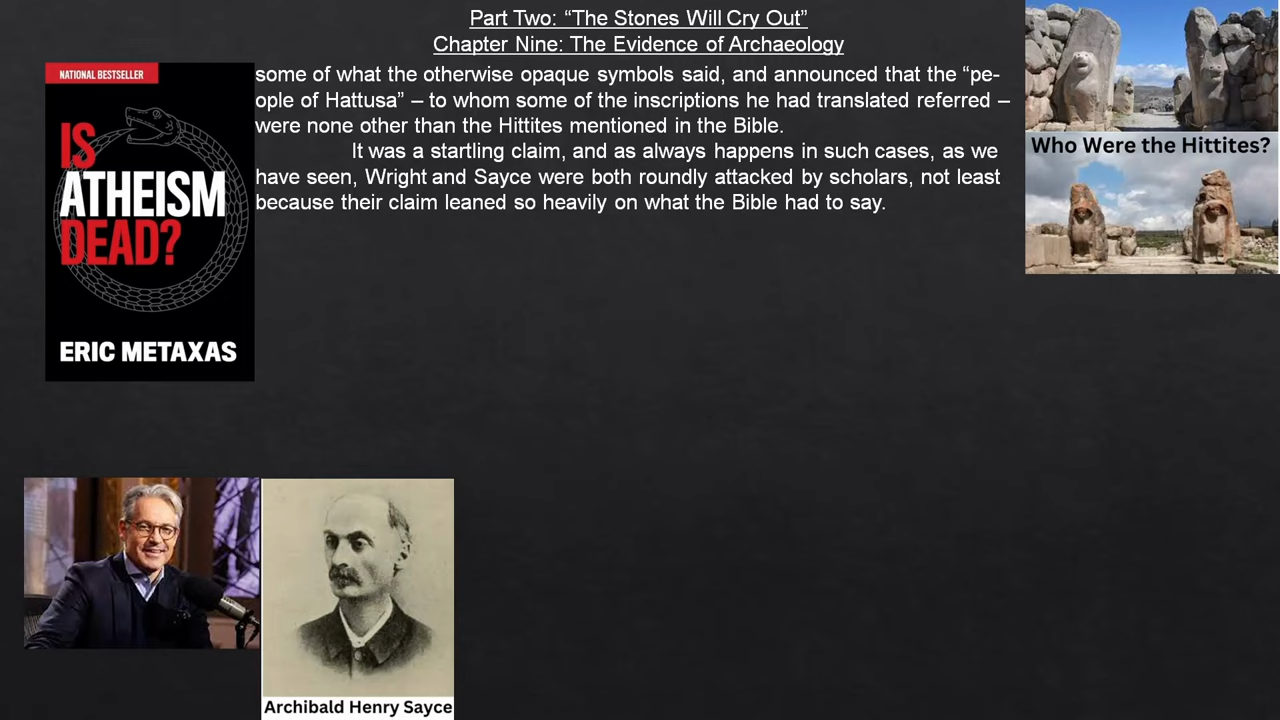 Part Two: “The Stones Will Cry Out”
Chapter Nine: The Evidence of Archaeology
some of what the otherwise opaque symbols said, and announced that the “pe-
ople of Hattusa” – to whom some of the inscriptions he had translated referred –
were none other than the Hittites mentioned in the Bible.
It was a startling claim, and as always happens in such cases, as we
have seen, Wright and Sayce were both roundly attacked by scholars, not least
because their claim leaned so heavily on what the Bible had to say.
NATIONAL BESTSELLER
IS
ATHEISM
DEAD?
ERIC METAXAS
Who Were the Hittites?
Archibald Henry Sayce